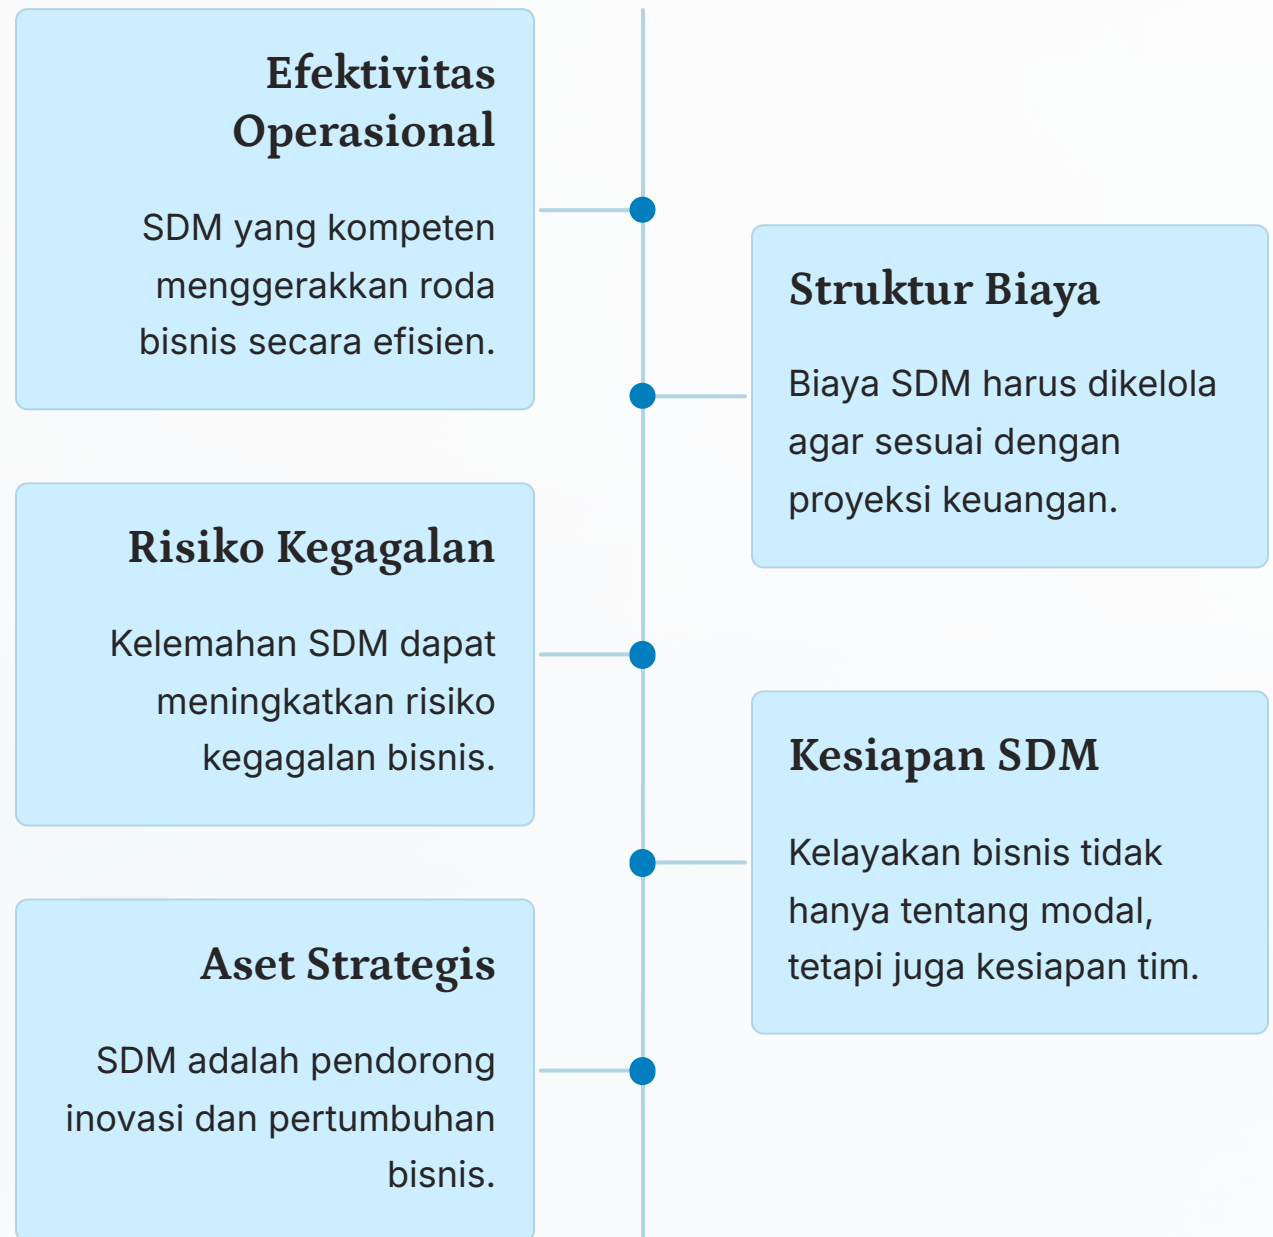 Efektivitas
Operasional
SDM yang kompeten
menggerakkan roda
bisnis secara efisien.
Struktur Biaya
Biaya SDM harus dikelola
agar sesuai dengan
proyeksi keuangan.
Risiko Kegagalan
Kelemahan SDM dapat
meningkatkan risiko
kegagalan bisnis.
Kesiapan SDM
Kelayakan bisnis tidak
hanya tentang modal,
tetapi juga kesiapan tim.
Aset Strategis
SDM adalah pendorong
inovasi dan pertumbuhan
bisnis.